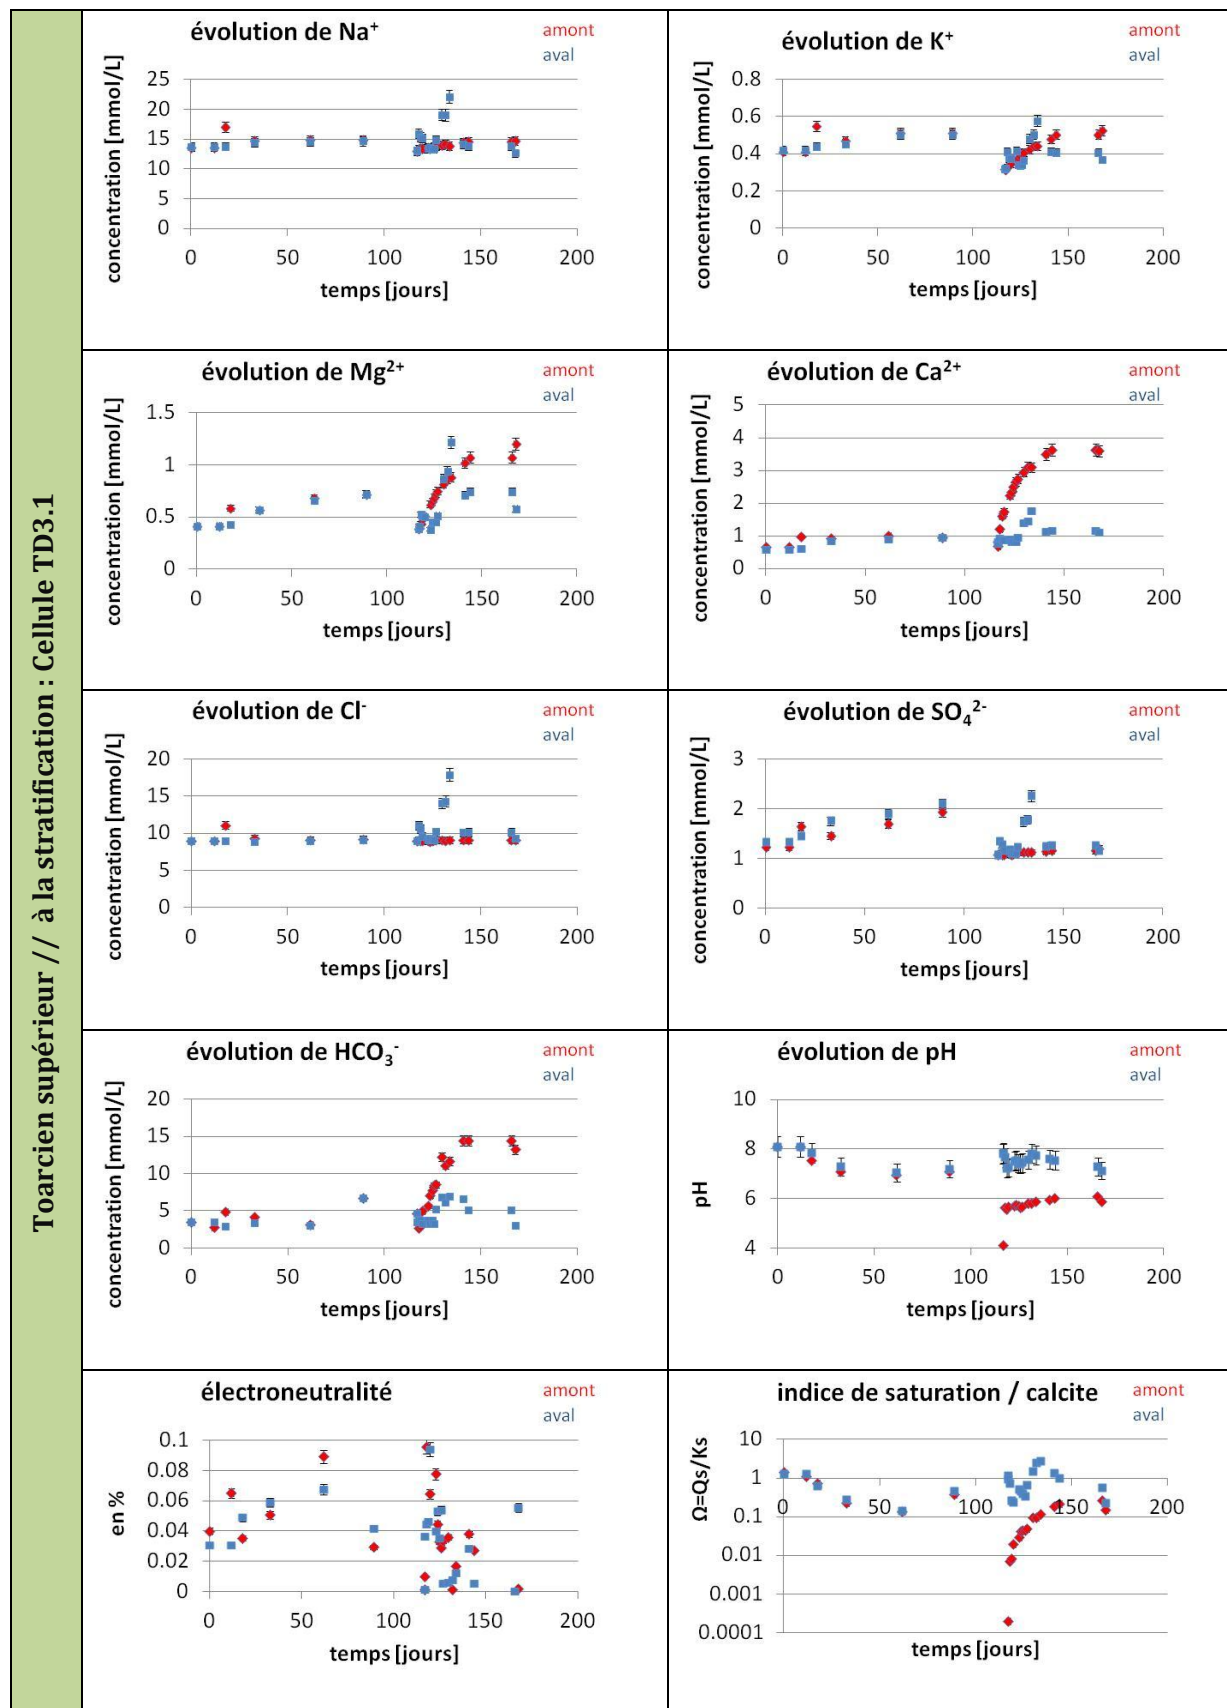 Toarcien supérieur // à la stratification : Cellule TD3.1
évolution de Na⁺
amont
aval
concentration [mmol/L]
25
20
15
10
5
0
0 50 100 150 200
temps [jours]
évolution de K⁺
amont
aval
concentration [mmol/L]
0.8
0.6
0.4
0.2
0
0 50 100 150 200
temps [jours]
évolution de Mg²⁺
amont
aval
concentration [mmol/L]
1.5
1
0.5
0
0 50 100 150 200
temps [jours]
évolution de Ca²⁺
amont
aval
concentration [mmol/L]
5
4
3
2
1
0
0 50 100 150 200
temps [jours]
évolution de Cl⁻
amont
aval
concentration [mmol/L]
20
15
10
5
0
0 50 100 150 200
temps [jours]
évolution de SO₄²⁻
amont
aval
concentration [mmol/L]
3
2
1
0
0 50 100 150 200
temps [jours]
évolution de HCO₃⁻
amont
aval
concentration [mmol/L]
20
15
10
5
0
0 50 100 150 200
temps [jours]
évolution de pH
amont
aval
pH
10
8
6
4
0 50 100 150 200
temps [jours]
électroneutralité
amont
aval
en %
0.1
0.08
0.06
0.04
0.02
0
0 50 100 150 200
temps [jours]
indice de saturation / calcite
amont
aval
Ω=Qs/Ks
10
1
0.1
0.01
0.001
0.0001
0 50 100 150 200
temps [jours]